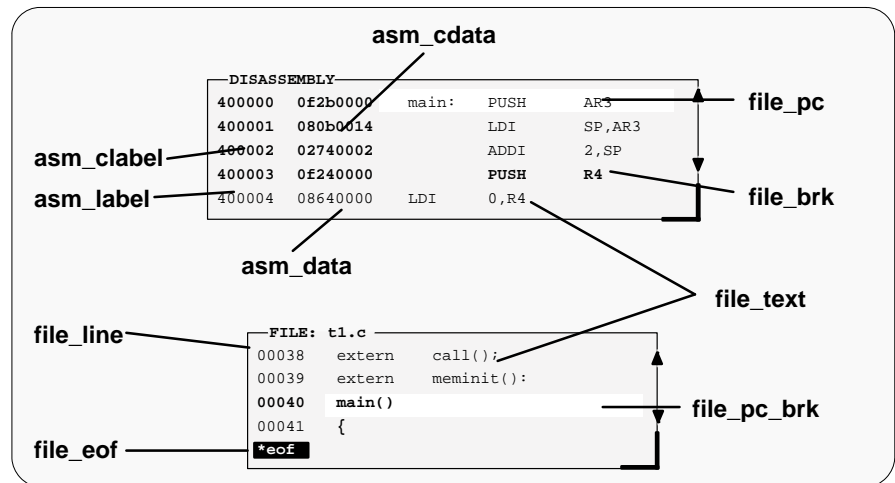 asm_cdata
DISASSEMBLY
400000 0f2b0000 main: PUSH AR3
file_pc
400001 080b0014 LDI SP,AR3
asm_clabel
400002 02740002 ADDI 2,SP
400003 0f240000 PUSH R4
file_brk
asm_label
400004 08640000 LDI 0,R4
asm_data
file_text
file_line
FILE: t1.c
00038 extern call();
00039 extern meminit():
00040 main()
file_pc_brk
00041 {
file_eof
*eof